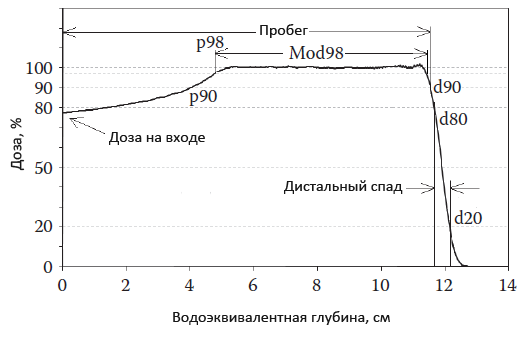 Пробег
p98
Mod98
100
90
80
50
20
0
p90
d90
d80
Доза на входе
Дистальный спад
d20
Доза, %
0 2 4 6 8 10 12 14
Водоэквивалентная глубина, см